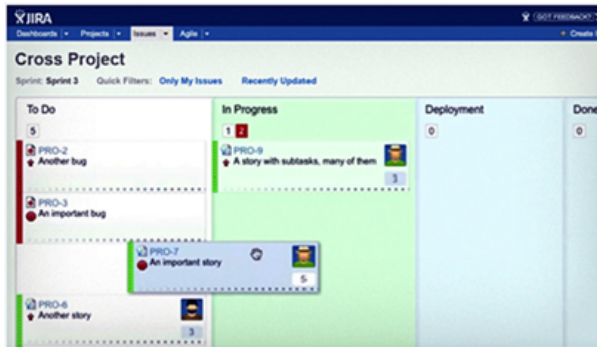 JIRA
GOT FEEDBACK?
Dashboards Projects Issues Agile
+ Create
Cross Project
Sprint: Sprint 3 Quick Filters: Only My Issues Recently Updated
To Do In Progress Deployment Done
5 1 2 0 0
PRO-2
Another bug
PRO-9
A story with subtasks, many of them
3
PRO-3
An important bug
PRO-7
An important story
5
PRO-6
Another story
3